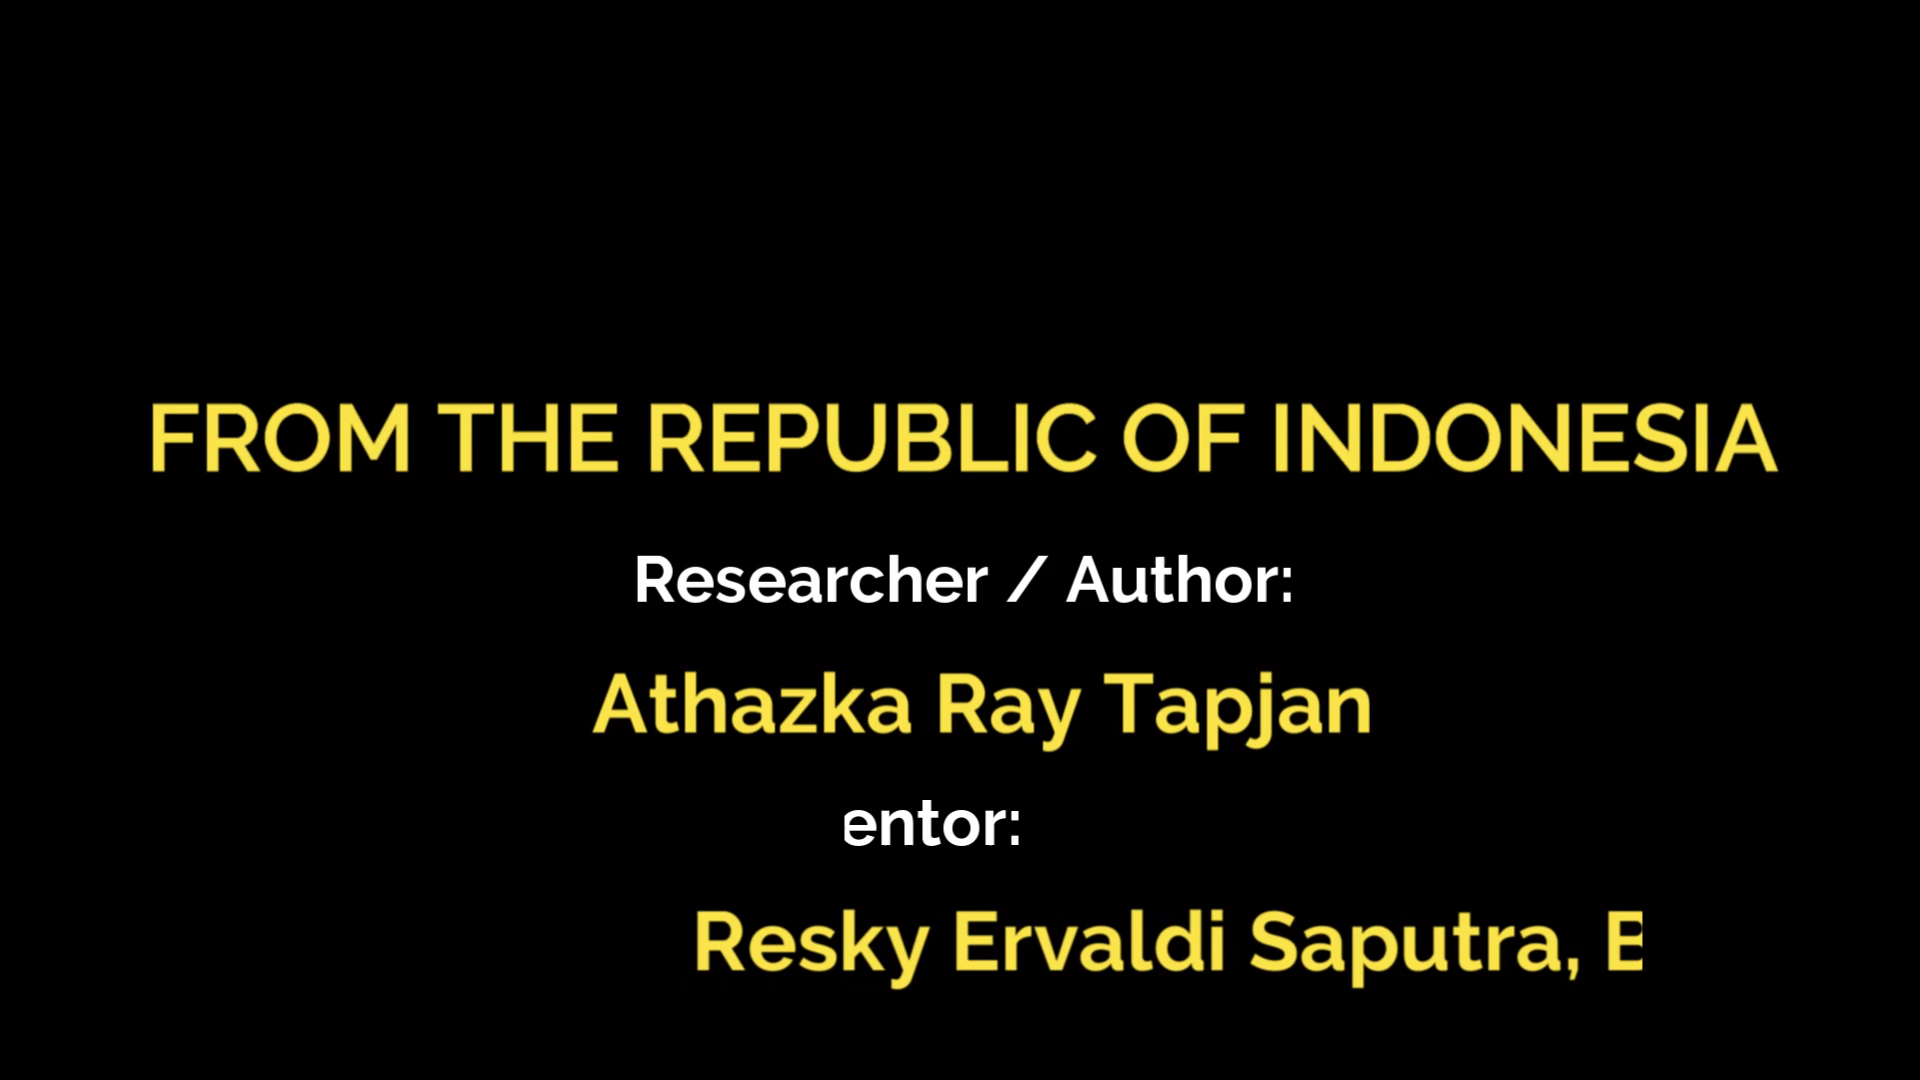 FROM THE REPUBLIC OF INDONESIA
Researcher / Author:
Athazka Ray Tapjan
entor:
Resky Ervaldi Saputra,